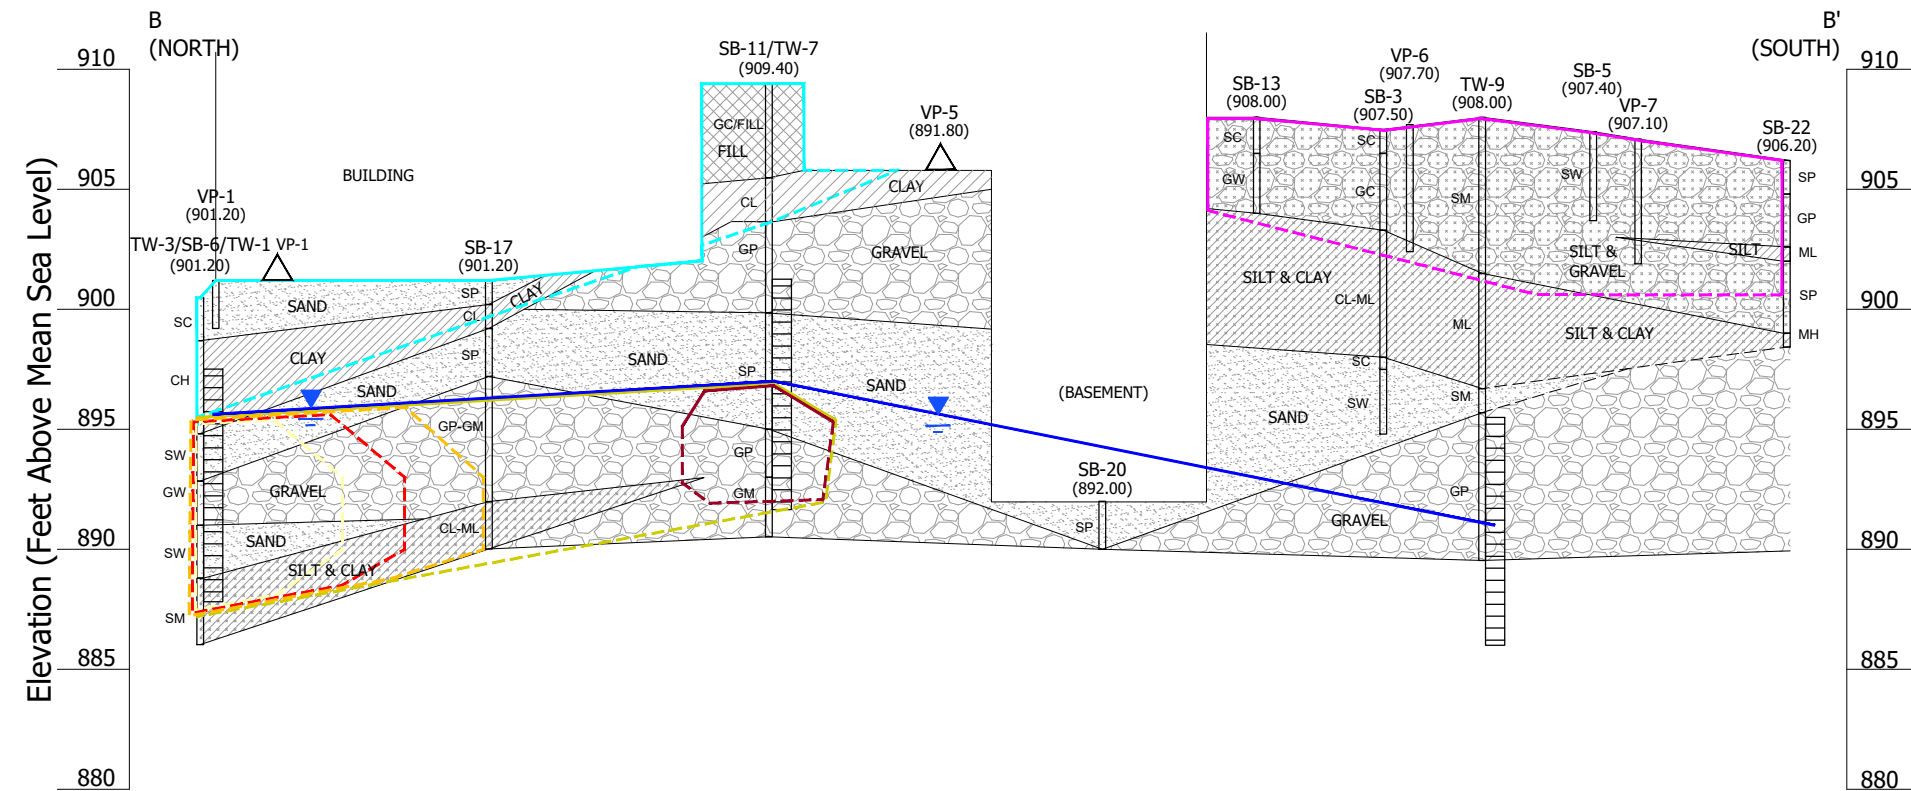 B
(NORTH)
B'
(SOUTH)
910
905
900
895
890
885
880
Elevation (Feet Above Mean Sea Level)
910
905
900
895
890
885
880
VP-1
(901.20)
TW-3/SB-6/TW-1
(901.20)
VP-1
SB-17
(901.20)
SB-11/TW-7
(909.40)
VP-5
(891.80)
SB-20
(892.00)
SB-13
(908.00)
VP-6
(907.70)
SB-3
(907.50)
TW-9
(908.00)
SB-5
(907.40)
VP-7
(907.10)
SB-22
(906.20)
BUILDING
(BASEMENT)
SAND
CLAY
SAND
GRAVEL
SAND
SILT & CLAY
CLAY
SAND
GC/FILL
FILL
CLAY
GRAVEL
SAND
SILT & CLAY
SAND
GRAVEL
SILT &
GRAVEL
SILT
SILT & CLAY
SC
CH
SW
GW
SW
SM
SP
CL
SP
GP-GM
CL-ML
CL
GP
SP
GP
GM
SP
SC
GW
SC
GC
CL-ML
SC
SW
SM
ML
SM
GP
SW
SP
GP
ML
SP
MH